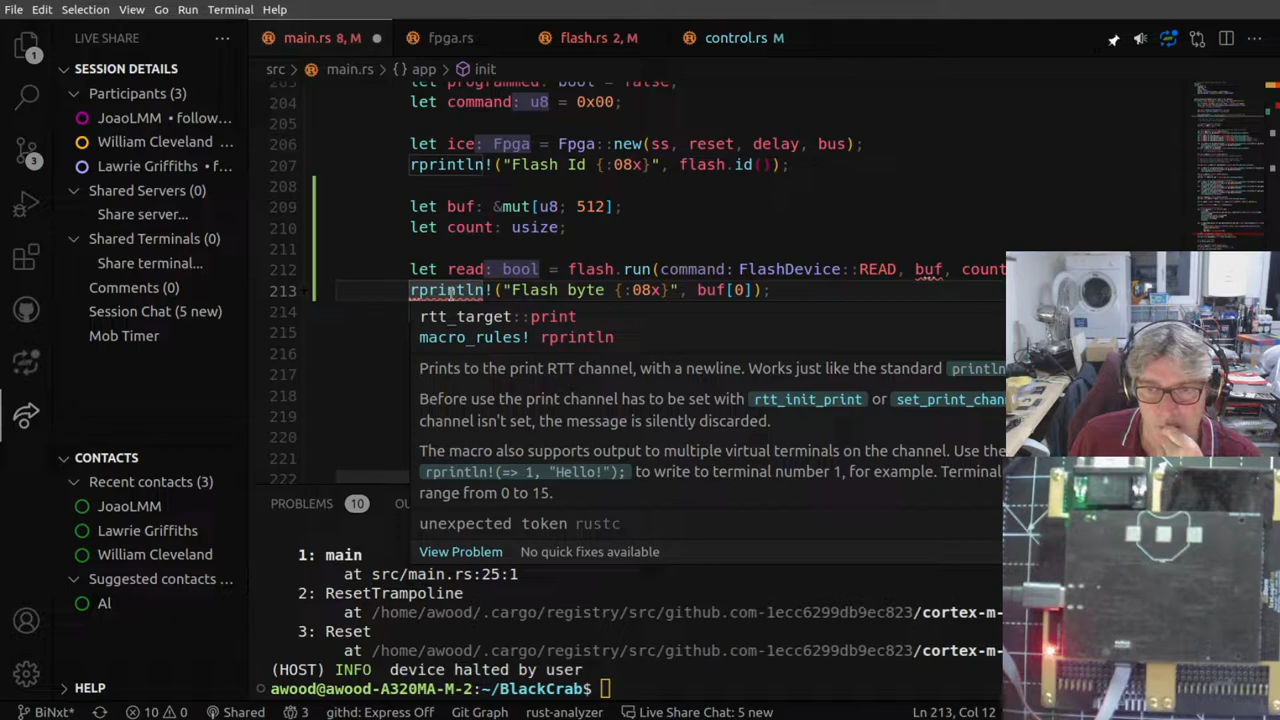 File Edit Selection View Go Run Terminal Help
LIVE SHARE
main.rs 8, M
fpga.rs
flash.rs 2, M
control.rs M
src > main.rs > {} app > init
SESSION DETAILS
Participants (3)
JoaoLMM • follow...
William Cleveland
Lawrie Griffiths • f...
Shared Servers (0)
Share server...
Shared Terminals (0)
Share terminal...
Comments (0)
Session Chat (5 new)
Mob Timer
CONTACTS
Recent contacts (3)
JoaoLMM
Lawrie Griffiths
William Cleveland
Suggested contacts ...
Al
HELP
1
3
203 let programmed: bool = false;
204 let command: u8 = 0x00;
205
206 let ice: Fpga = Fpga::new(ss, reset, delay, bus);
207 rprintln!("Flash Id {:08x}", flash.id());
208
209 let buf: &mut[u8; 512];
210 let count: usize;
211
212 let read: bool = flash.run(command: FlashDevice::READ, buf, count
213 rprintln!("Flash byte {:08x}", buf[0]);
214
215
216
217
218
219
220
221
222
rtt_target::print
macro_rules! rprintln
Prints to the print RTT channel, with a newline. Works just like the standard println
Before use the print channel has to be set with rtt_init_print or set_print_chan
channel isn't set, the message is silently discarded.
The macro also supports output to multiple virtual terminals on the channel. Use the
rprintln!(=> 1, "Hello!"); to write to terminal number 1, for example. Terminal
range from 0 to 15.
unexpected token rustc
View Problem No quick fixes available
PROBLEMS 10 OU
1: main
at src/main.rs:25:1
2: ResetTrampoline
at /home/awood/.cargo/registry/src/github.com-1ecc6299db9ec823/cortex-m-
3: Reset
at /home/awood/.cargo/registry/src/github.com-1ecc6299db9ec823/cortex-m-
(HOST) INFO device halted by user
awood@awood-A320MA-M-2:~/BlackCrab$
BiNxt* 10 0 Shared 3 githd: Express Off Git Graph rust-analyzer Live Share Chat: 5 new Ln 213, Col 12